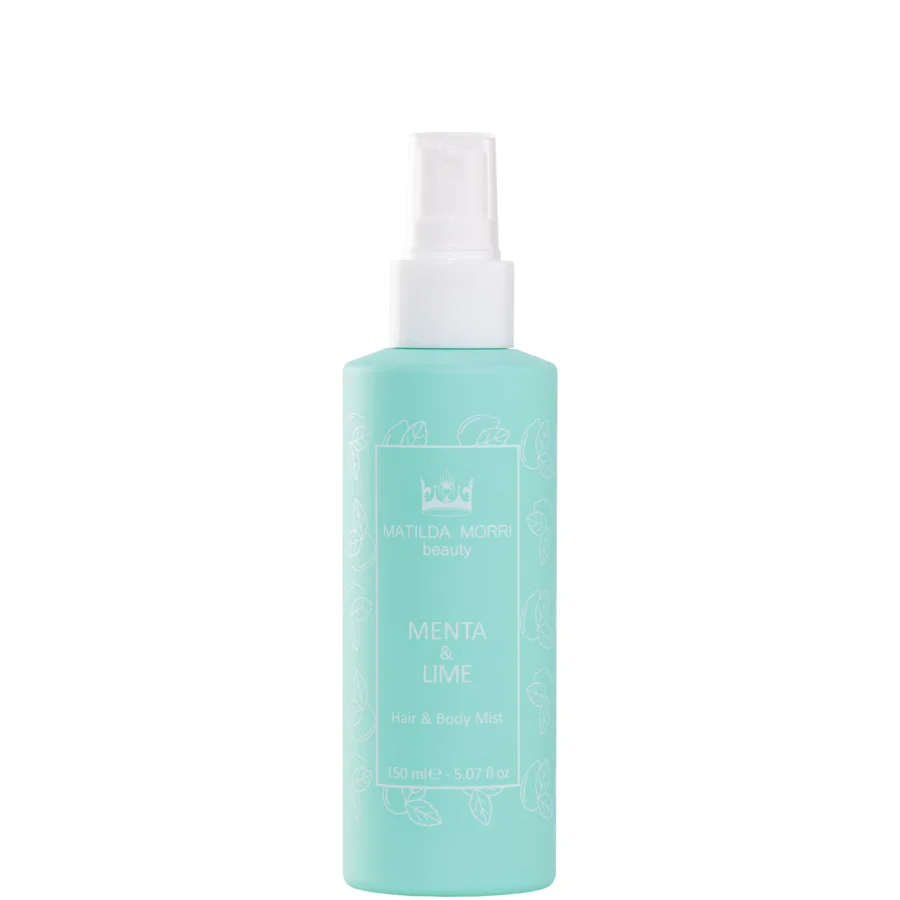 MATILDA MORRI
beauty
MENTA
&
LIME
Hair & Body Mist
150 ml℮ - 5.07 fl oz